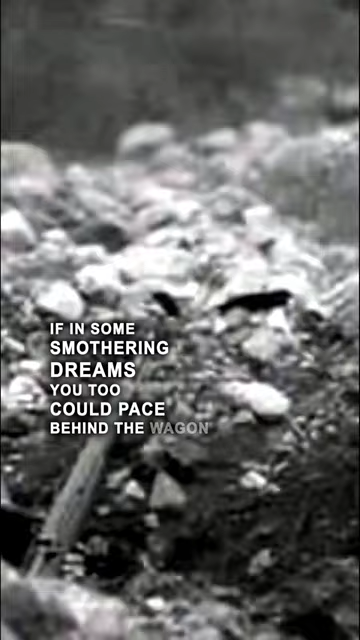 IF IN SOME
SMOTHERING
DREAMS
YOU TOO
COULD PACE
BEHIND THE WAGON